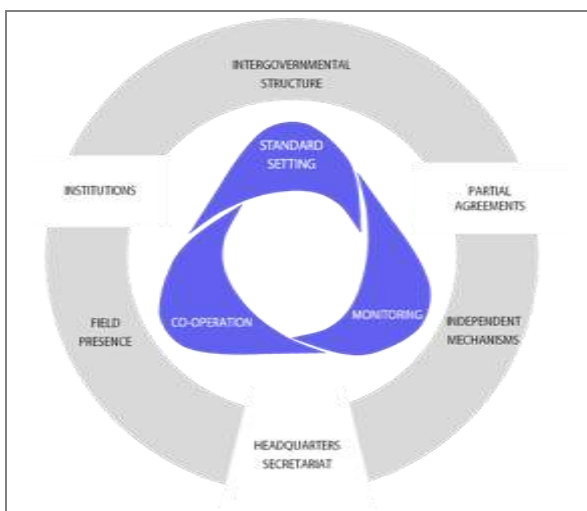 INTERGOVERNMENTAL
STRUCTURE
STANDARD
SETTING
INSTITUTIONS
PARTIAL
AGREEMENTS
CO-OPERATION
MONITORING
FIELD
PRESENCE
INDEPENDENT
MECHANISMS
HEADQUARTERS
SECRETARIAT